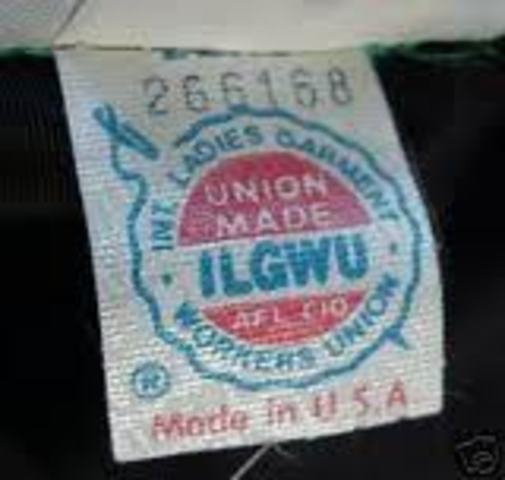 266168
INT. LADIES GARMENT
UNION
MADE
ILGWU
AFL CIO
WORKERS UNION
®
Made in U S.A